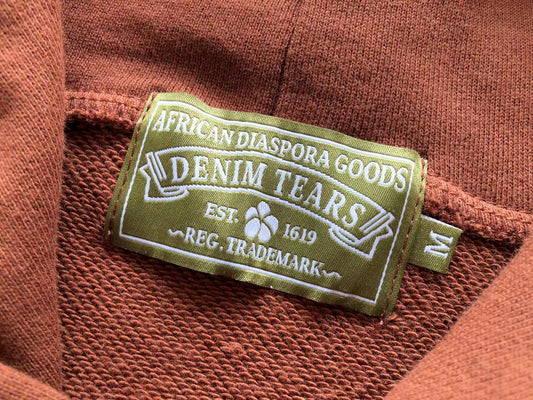 AFRICAN DIASPORA GOODS
DENIM TEARS
EST. 1619
~REG. TRADEMARK~
M